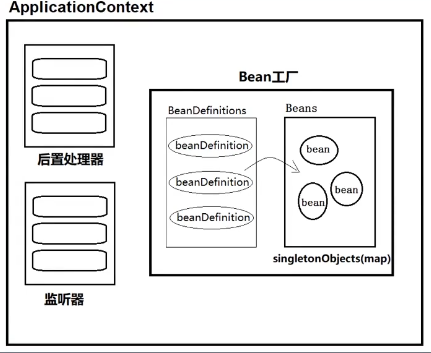 ApplicationContext
Bean工厂
BeanDefinitions
Beans
beanDefinition
beanDefinition
beanDefinition
bean
bean
bean
singletonObjects(map)
后置处理器
监听器